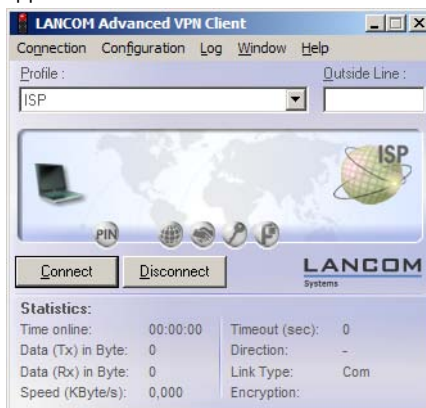 LANCOM Advanced VPN Client
Connection Configuration Log Window Help
Profile : Outside Line :
ISP
ISP
PIN
Connect Disconnect LANCOM
Systems
Statistics:
Time online: 00:00:00 Timeout (sec): 0
Data (Tx) in Byte: 0 Direction: -
Data (Rx) in Byte: 0 Link Type: Com
Speed (KByte/s): 0,000 Encryption: